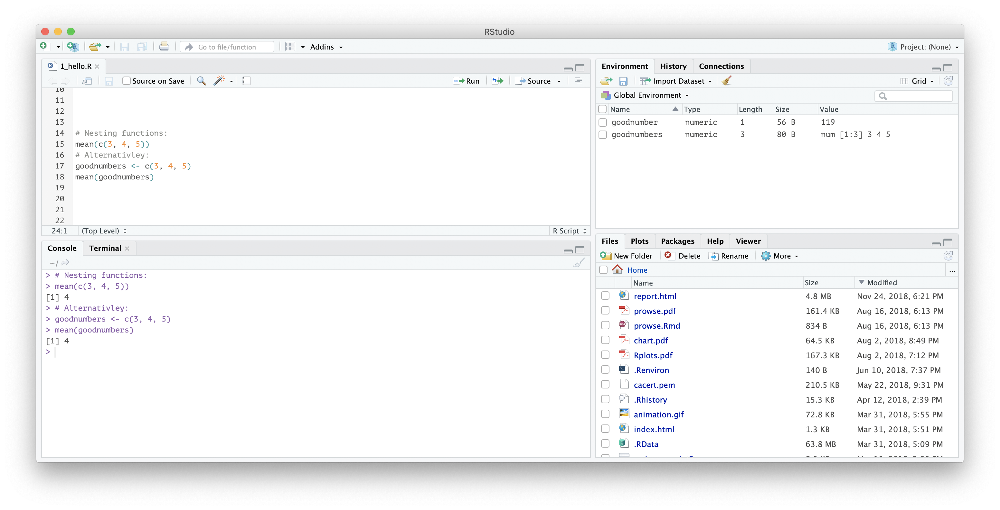 RStudio
Go to file/function
Addins
Project: (None)
1_hello.R
Source on Save
Run
Source
10
11
12
13
14 # Nesting functions:
15 mean(c(3, 4, 5))
16 # Alternativley:
17 goodnumbers <- c(3, 4, 5)
18 mean(goodnumbers)
19
20
21
22
24:1 (Top Level) R Script
Console Terminal
~/
> # Nesting functions:
> mean(c(3, 4, 5))
[1] 4
> # Alternativley:
> goodnumbers <- c(3, 4, 5)
> mean(goodnumbers)
[1] 4
>
Environment History Connections
Import Dataset Grid
Global Environment
Name Type Length Size Value
goodnumber numeric 1 56 B 119
goodnumbers numeric 3 80 B num [1:3] 3 4 5
Files Plots Packages Help Viewer
New Folder Delete Rename More
Home ...
Name Size Modified
report.html 4.8 MB Nov 24, 2018, 6:21 PM
prowse.pdf 161.4 KB Aug 16, 2018, 6:13 PM
prowse.Rmd 834 B Aug 16, 2018, 6:13 PM
chart.pdf 64.5 KB Aug 2, 2018, 8:49 PM
Rplots.pdf 167.3 KB Aug 2, 2018, 7:12 PM
.Renviron 140 B Jun 10, 2018, 7:37 PM
cacert.pem 210.5 KB May 22, 2018, 9:31 PM
.Rhistory 15.3 KB Apr 12, 2018, 2:39 PM
animation.gif 72.8 KB Mar 31, 2018, 5:55 PM
index.html 1.3 KB Mar 31, 2018, 5:51 PM
.RData 63.8 MB Mar 31, 2018, 5:09 PM